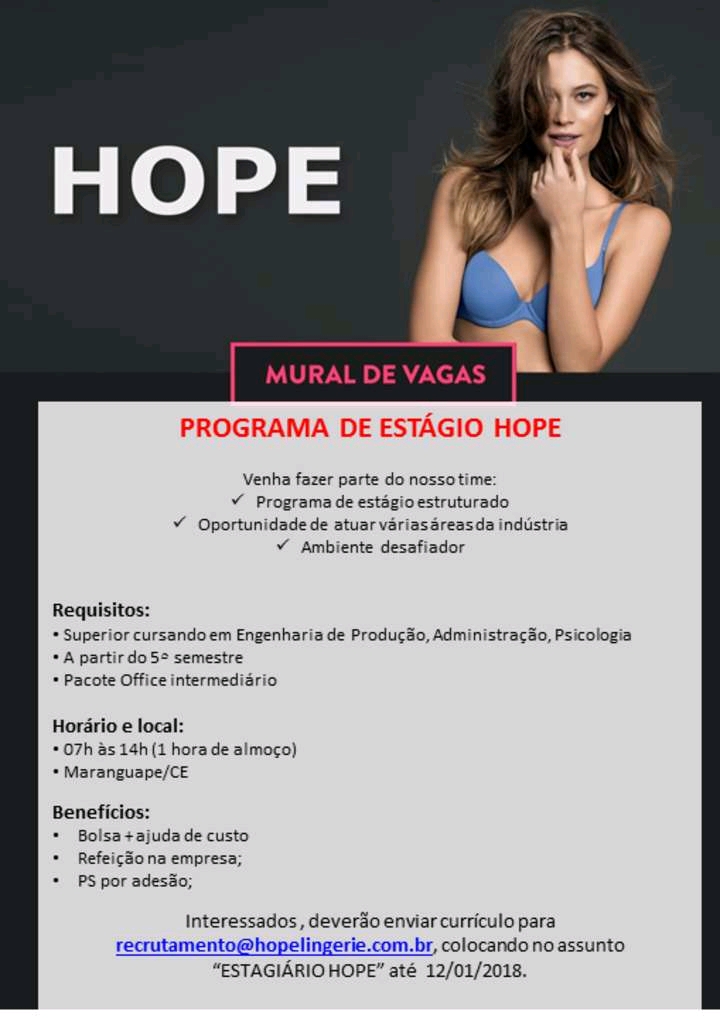 HOPE
MURAL DE VAGAS
PROGRAMA DE ESTÁGIO HOPE
Venha fazer parte do nosso time:
✓ Programa de estágio estruturado
✓ Oportunidade de atuar várias áreas da indústria
✓ Ambiente desafiador
Requisitos:
• Superior cursando em Engenharia de Produção, Administração, Psicologia
• A partir do 5º semestre
• Pacote Office intermediário
Horário e local:
• 07h às 14h (1 hora de almoço)
• Maranguape/CE
Benefícios:
• Bolsa + ajuda de custo
• Refeição na empresa;
• PS por adesão;
Interessados , deverão enviar currículo para
recrutamento@hopelingerie.com.br, colocando no assunto
“ESTAGIÁRIO HOPE” até 12/01/2018.